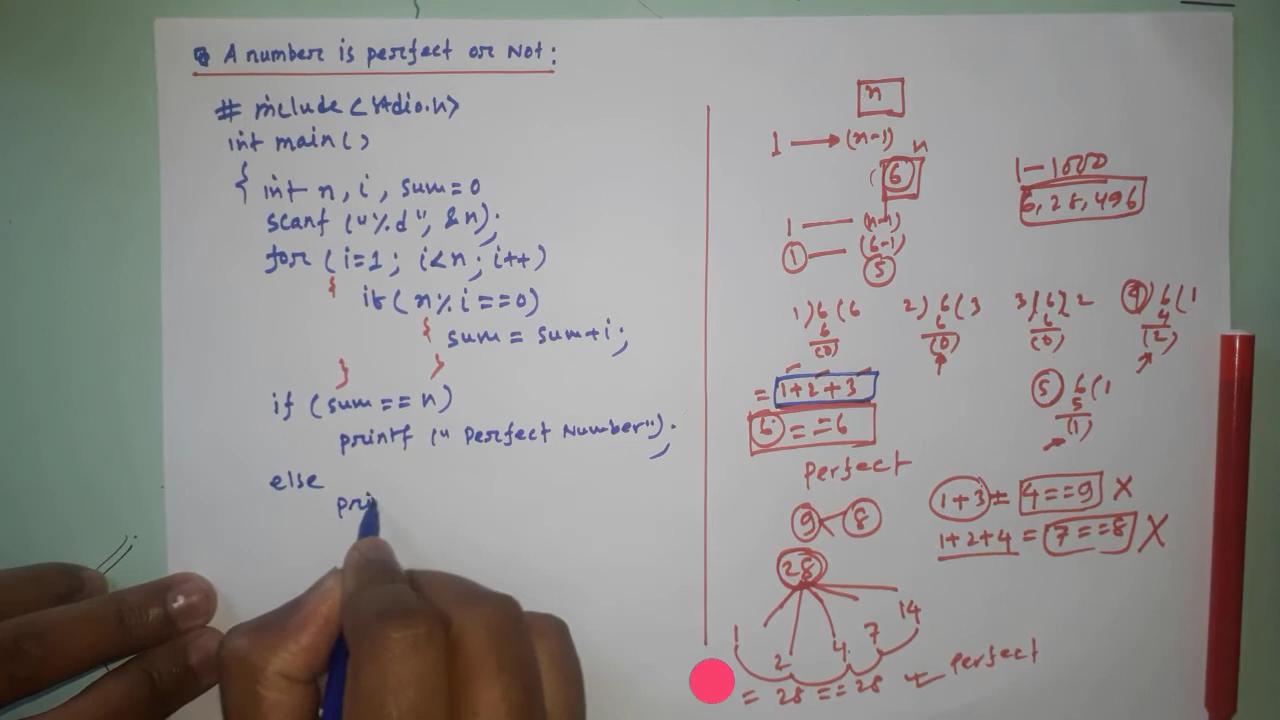 A number is perfect or Not:
# include <stdio.h>
int main()
{ int n, i, sum=0
scanf ("%d", &n);
for (i=1; i<n; i++)
{ if( n%i==0)
{ sum = sum+i;
} }
if (sum == n)
printf (" Perfect Number");
else
pri
n
1 → (n-1)
n
6
1 — (n-1)
1 — (6-1)
5
1-1000
6, 28, 496
1)6(6
6
(0)
2) 6(3
6
(0)
3)6(2
6
(0)
4) 6(1
4
(2)
5) 6(1
5
(1)
= 1+2+3
6 = =6
Perfect
9 8
1+3 = 4==9 X
1+2+4 = 7==8 X
28
1 2 4 7 14
= 28 == 28 ← Perfect